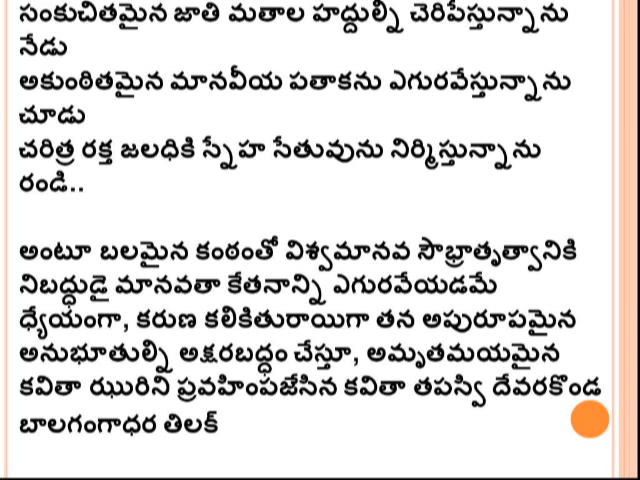 సంకుచితమైన జాతి మతాల హద్దుల్ని చెరిపేస్తున్నాను
నేడు
అకుంఠితమైన మానవీయ పతాకను ఎగురవేస్తున్నాను
చూడు
చరిత్ర రక్త జలధికి స్నేహ సేతువును నిర్మిస్తున్నాను
రండి..
అంటూ బలమైన కంఠంతో విశ్వమానవ సౌభ్రాతృత్వానికి
నిబద్ధుడై మానవతా కేతనాన్ని ఎగురవేయడమే
ధ్యేయంగా, కరుణ కలికితురాయిగా తన అపురూపమైన
అనుభూతుల్ని అక్షరబద్ధం చేస్తూ, అమృతమయమైన
కవితా ఝురిని ప్రవహింపజేసిన కవితా తపస్వి దేవరకొండ
బాలగంగాధర తిలక్